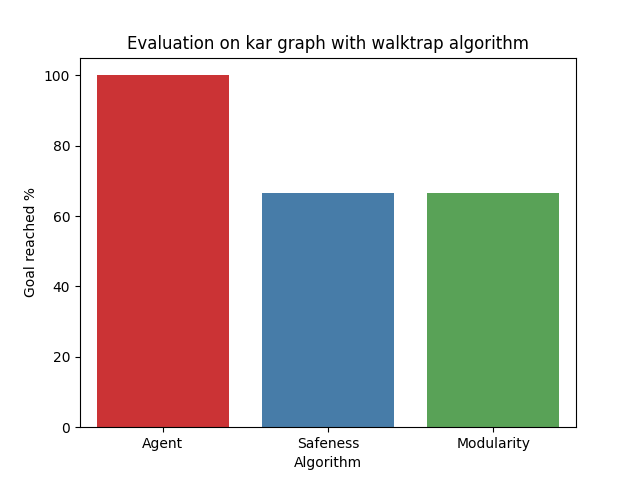 Evaluation on kar graph with walktrap algorithm
Goal reached %
100
80
60
40
20
0
Agent Safeness Modularity
Algorithm